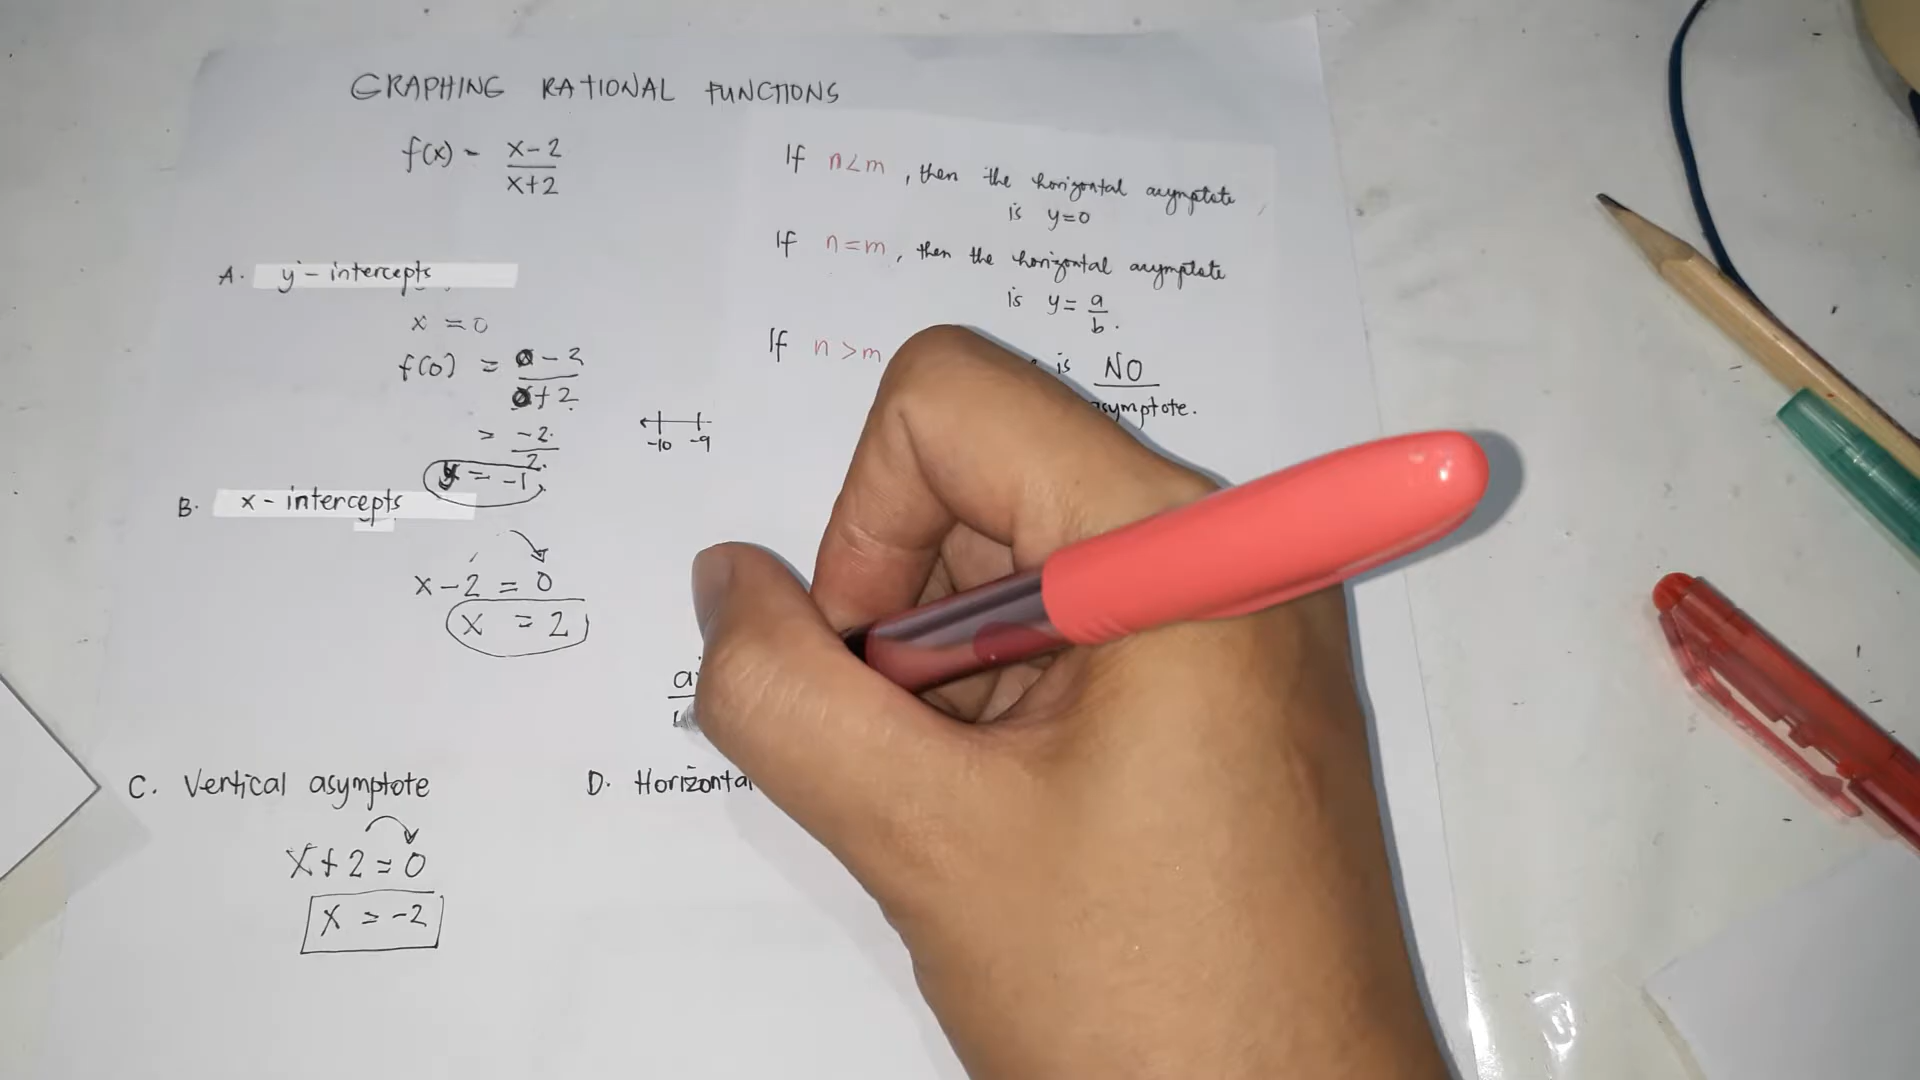 GRAPHING RATIONAL FUNCTIONS
f(x) - x-2
x+2
A. y - intercepts
x = 0
f(0) = 0 - 2
0 + 2
= -2
2
y = -1
B. x - intercepts
x - 2 = 0
x = 2
C. Vertical asymptote
x + 2 = 0
x = -2
If n<m, then the horizontal asymptote
is y=0
If n=m, then the horizontal asymptote
is y= a
b.
If n >m
is NO
asymptote.
-10 -9
a
D. Horizontal